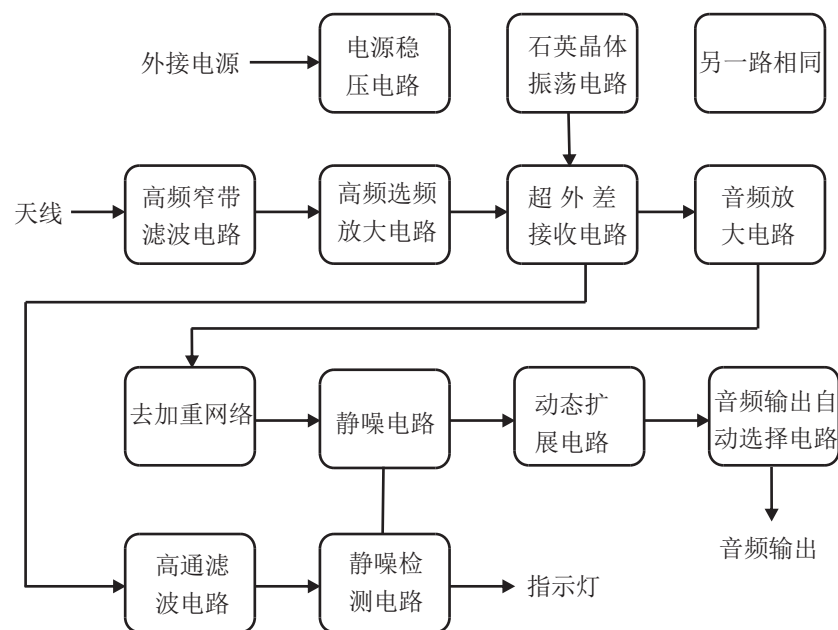 外接电源
电源稳
压电路
石英晶体
振荡电路
另一路相同
天线
高频窄带
滤波电路
高频选频
放大电路
超外差
接收电路
音频放
大电路
去加重网络
静噪电路
动态扩
展电路
音频输出自
动选择电路
高通滤
波电路
静噪检
测电路
指示灯
音频输出